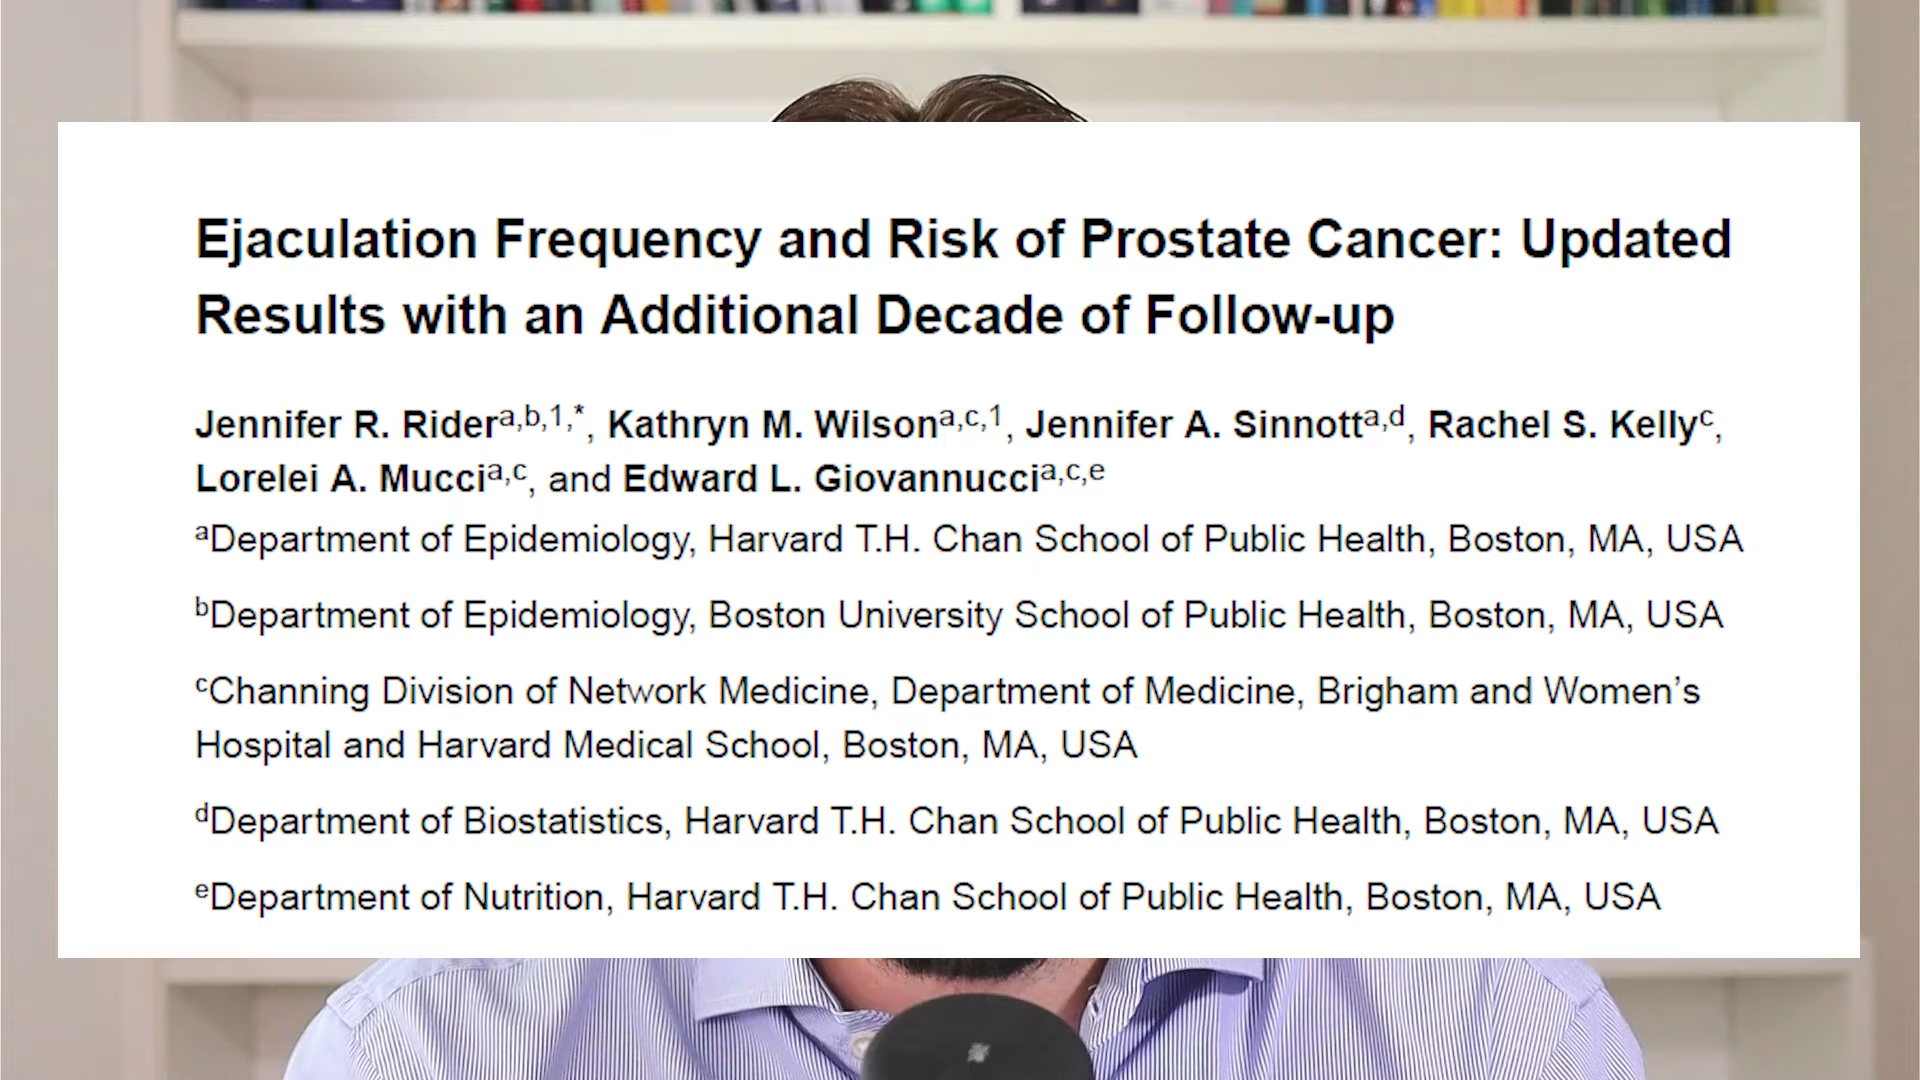 Ejaculation Frequency and Risk of Prostate Cancer: Updated
Results with an Additional Decade of Follow-up
Jennifer R. Riderᵃ,ᵇ,¹,*, Kathryn M. Wilsonᵃ,ᶜ,¹, Jennifer A. Sinnottᵃ,ᵈ, Rachel S. Kellyᶜ,
Lorelei A. Mucciᵃ,ᶜ, and Edward L. Giovannucciᵃ,ᶜ,ᵉ
ᵃDepartment of Epidemiology, Harvard T.H. Chan School of Public Health, Boston, MA, USA
ᵇDepartment of Epidemiology, Boston University School of Public Health, Boston, MA, USA
ᶜChanning Division of Network Medicine, Department of Medicine, Brigham and Women’s
Hospital and Harvard Medical School, Boston, MA, USA
ᵈDepartment of Biostatistics, Harvard T.H. Chan School of Public Health, Boston, MA, USA
ᵉDepartment of Nutrition, Harvard T.H. Chan School of Public Health, Boston, MA, USA